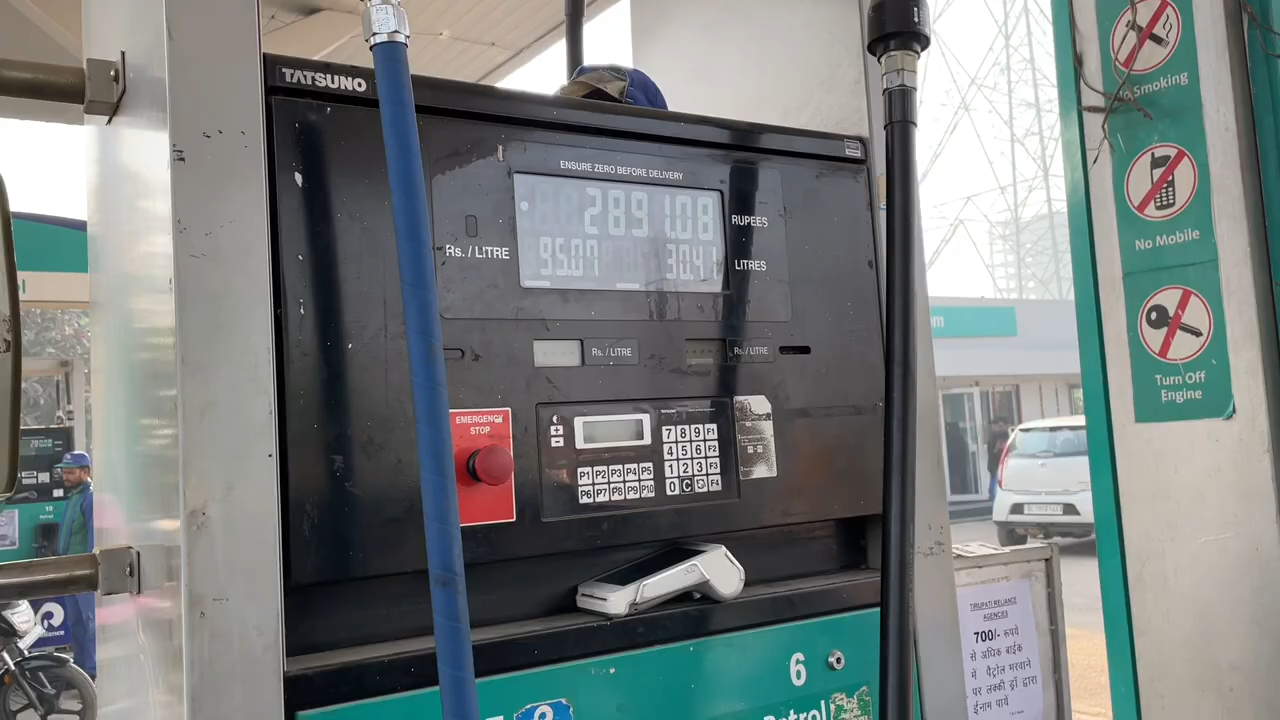 TATSUNO
ENSURE ZERO BEFORE DELIVERY
2891.08
RUPEES
Rs. / LITRE
95.07
30.41
LITRES
Rs. / LITRE
Rs. / LITRE
EMERGENCY
STOP
7 8 9 F1
4 5 6 F2
1 2 3 F3
0 C F4
P1 P2 P3 P4 P5
P6 P7 P8 P9 P10
6
Petrol
No Smoking
No Mobile
Turn Off
Engine
TIRUPATI RELIANCE
AGENCIES
700/- रूपये
से अधिक बाईक
में पैट्रोल भरवाने
पर लक्की ड्रॉ द्वारा
ईनाम पायें
10
Reliance